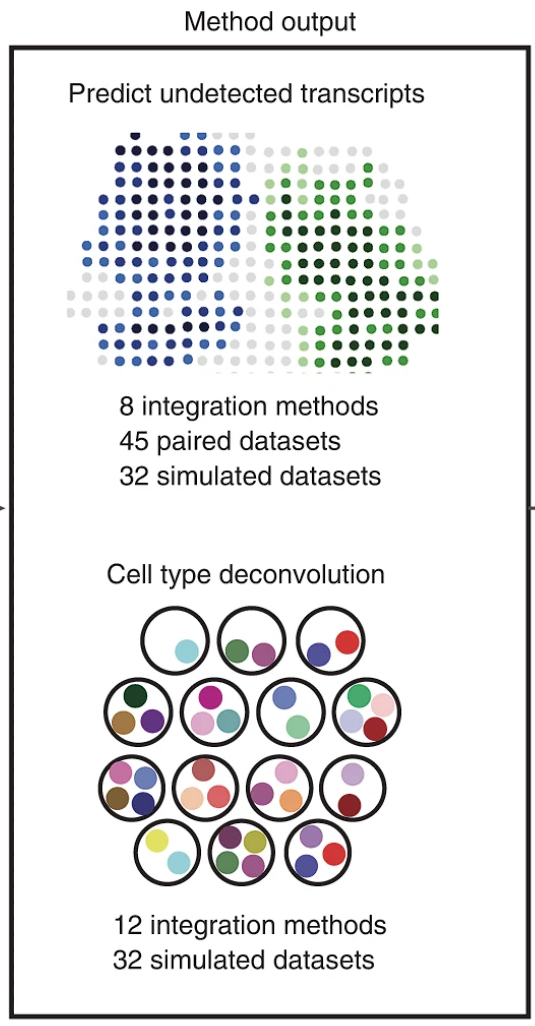 Method output
Predict undetected transcripts
8 integration methods
45 paired datasets
32 simulated datasets
Cell type deconvolution
12 integration methods
32 simulated datasets